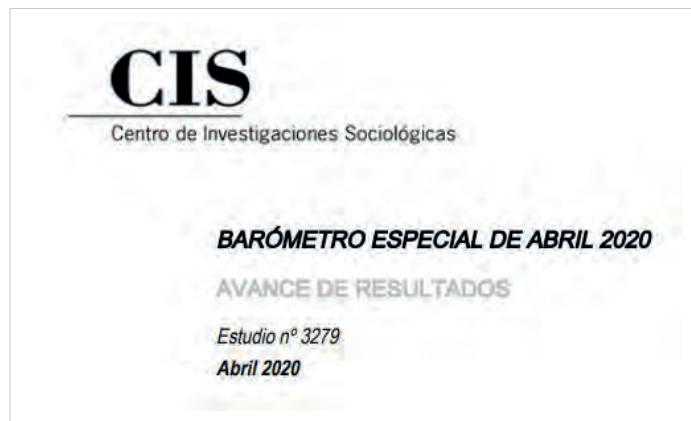 CIS
Centro de Investigaciones Sociológicas
BARÓMETRO ESPECIAL DE ABRIL 2020
AVANCE DE RESULTADOS
Estudio nº 3279
Abril 2020